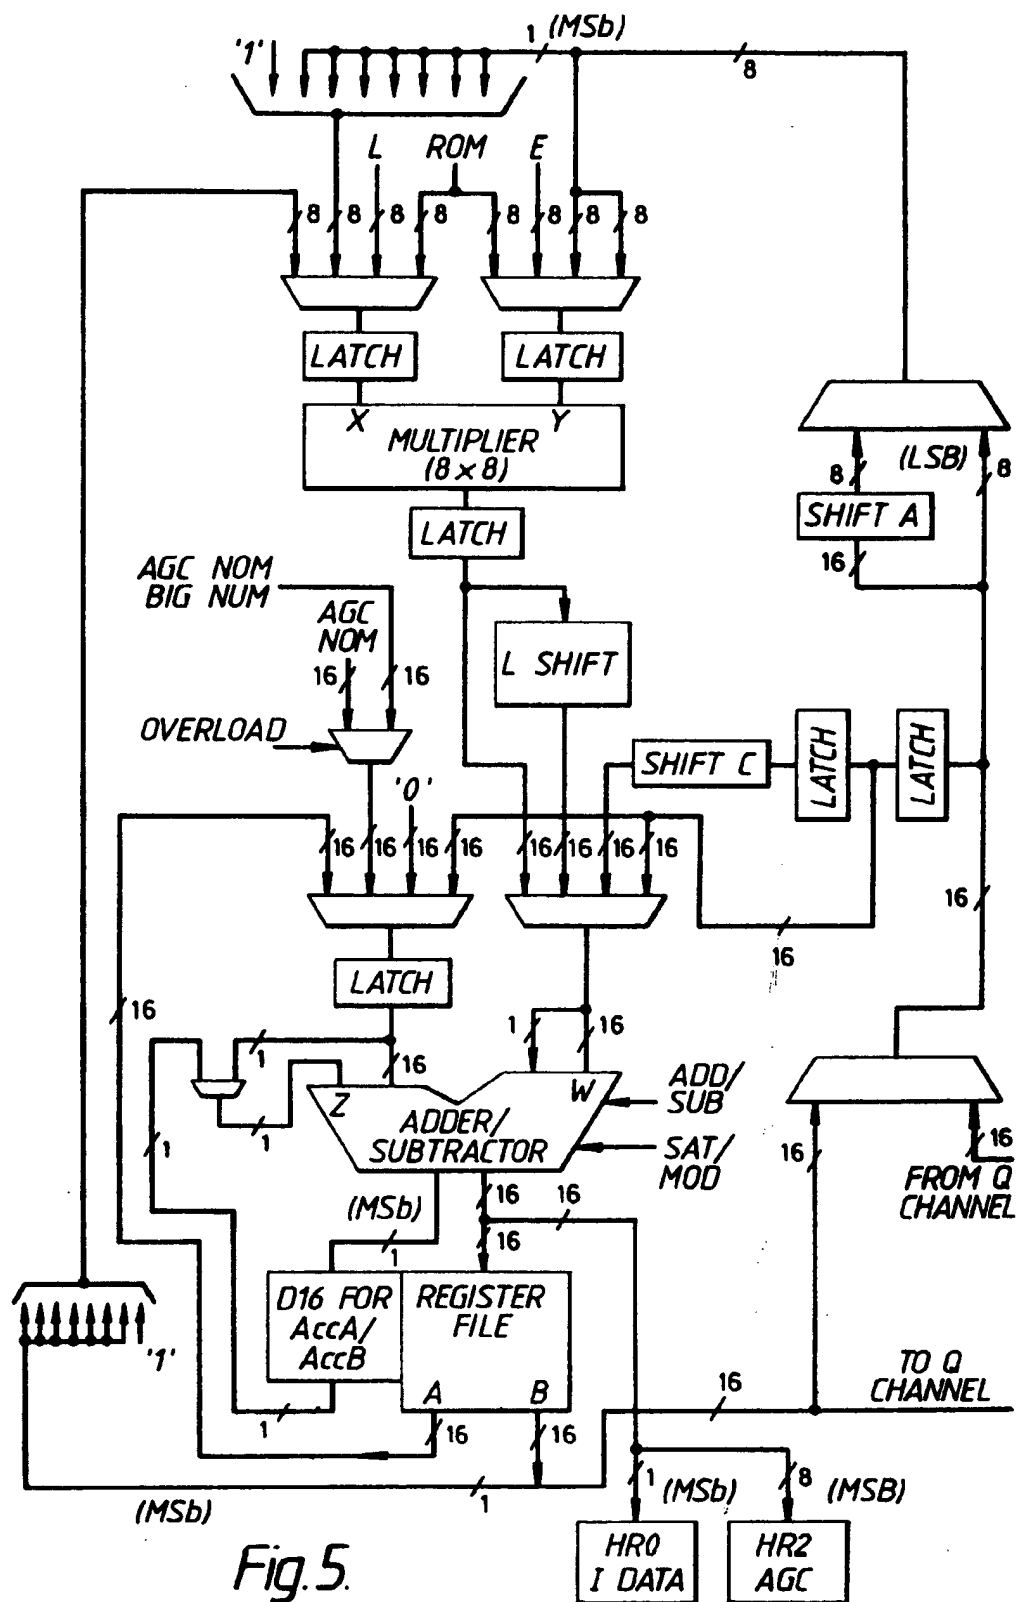 1 (MSb)
'1'
8
L ROM E
8 8 8 8 8 8 8 8
LATCH LATCH
X Y
MULTIPLIER
(8 x 8)
8 (LSB) 8
SHIFT A
LATCH
16
AGC NOM
BIG NUM
AGC
NOM
16 16
L SHIFT
OVERLOAD
SHIFT C
LATCH
LATCH
'0'
16 16 16 16 16 16 16 16
16
16
LATCH
16
1 16
1 16
Z W
ADD/
SUB
ADDER/
SUBTRACTOR
SAT/
MOD
1 1
16 16
FROM Q
CHANNEL
(MSb)
16 16
1 16
D16 FOR
AccA/
AccB
REGISTER
FILE
'1'
A B
TO Q
CHANNEL
16
1 16 16
(MSb) 1
1 (MSb) 8 (MSB)
HR0
I DATA
HR2
AGC
Fig. 5.